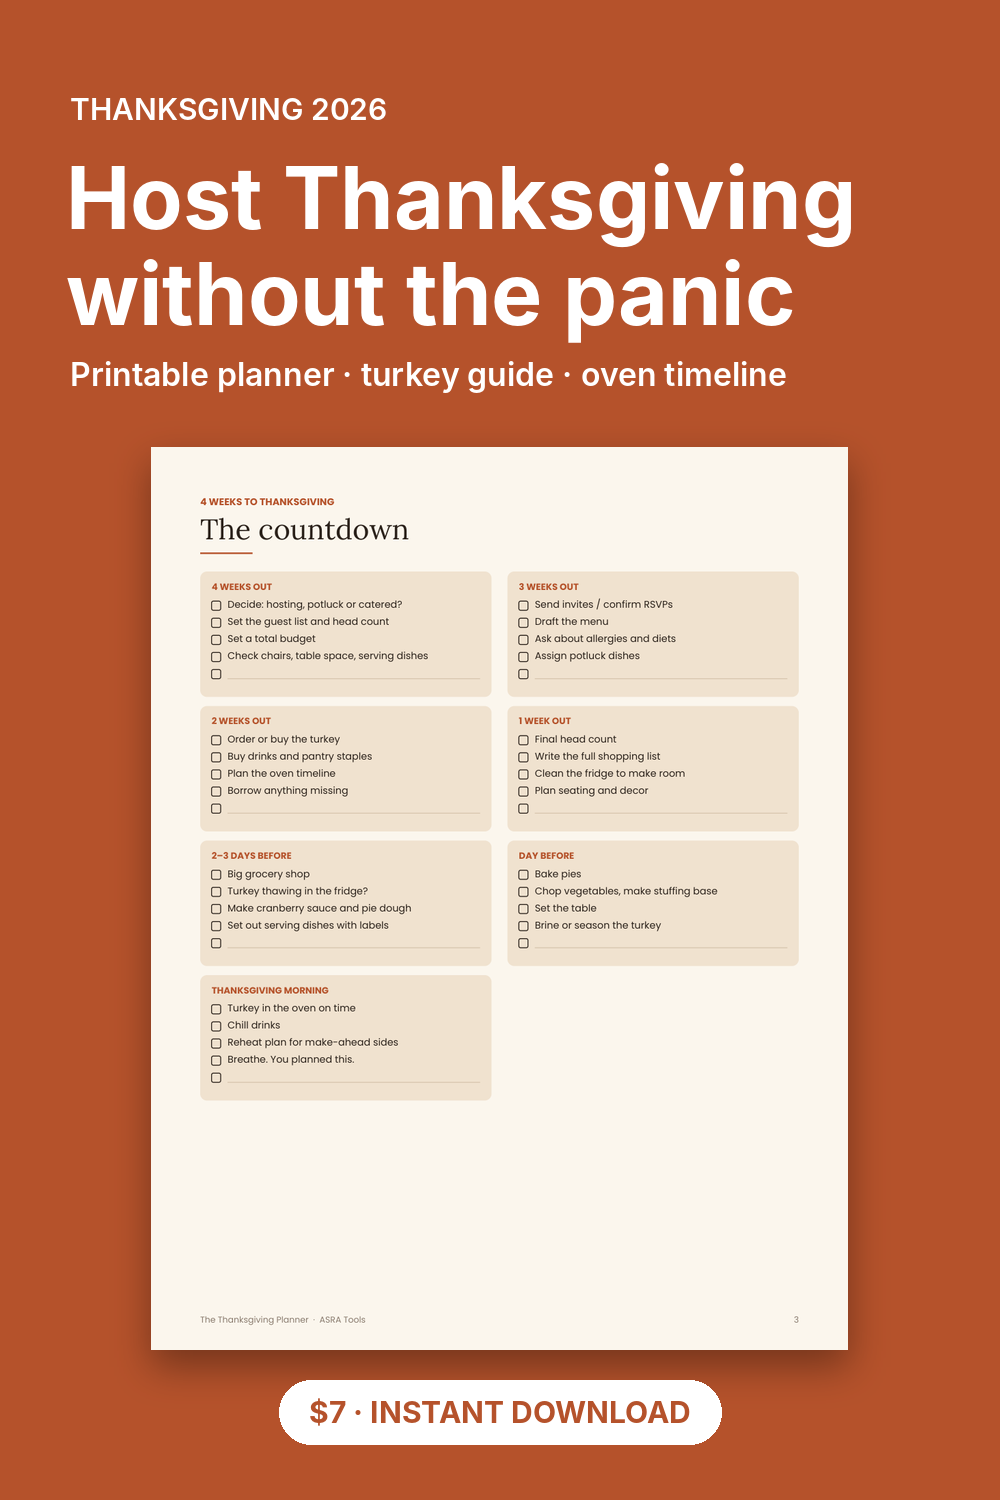 THANKSGIVING 2026
Host Thanksgiving
without the panic
Printable planner · turkey guide · oven timeline
4 WEEKS TO THANKSGIVING
The countdown
4 WEEKS OUT
Decide: hosting, potluck or catered?
Set the guest list and head count
Set a total budget
Check chairs, table space, serving dishes
3 WEEKS OUT
Send invites / confirm RSVPs
Draft the menu
Ask about allergies and diets
Assign potluck dishes
2 WEEKS OUT
Order or buy the turkey
Buy drinks and pantry staples
Plan the oven timeline
Borrow anything missing
1 WEEK OUT
Final head count
Write the full shopping list
Clean the fridge to make room
Plan seating and decor
2–3 DAYS BEFORE
Big grocery shop
Turkey thawing in the fridge?
Make cranberry sauce and pie dough
Set out serving dishes with labels
DAY BEFORE
Bake pies
Chop vegetables, make stuffing base
Set the table
Brine or season the turkey
THANKSGIVING MORNING
Turkey in the oven on time
Chill drinks
Reheat plan for make-ahead sides
Breathe. You planned this.
The Thanksgiving Planner · ASRA Tools
3
$7 · INSTANT DOWNLOAD